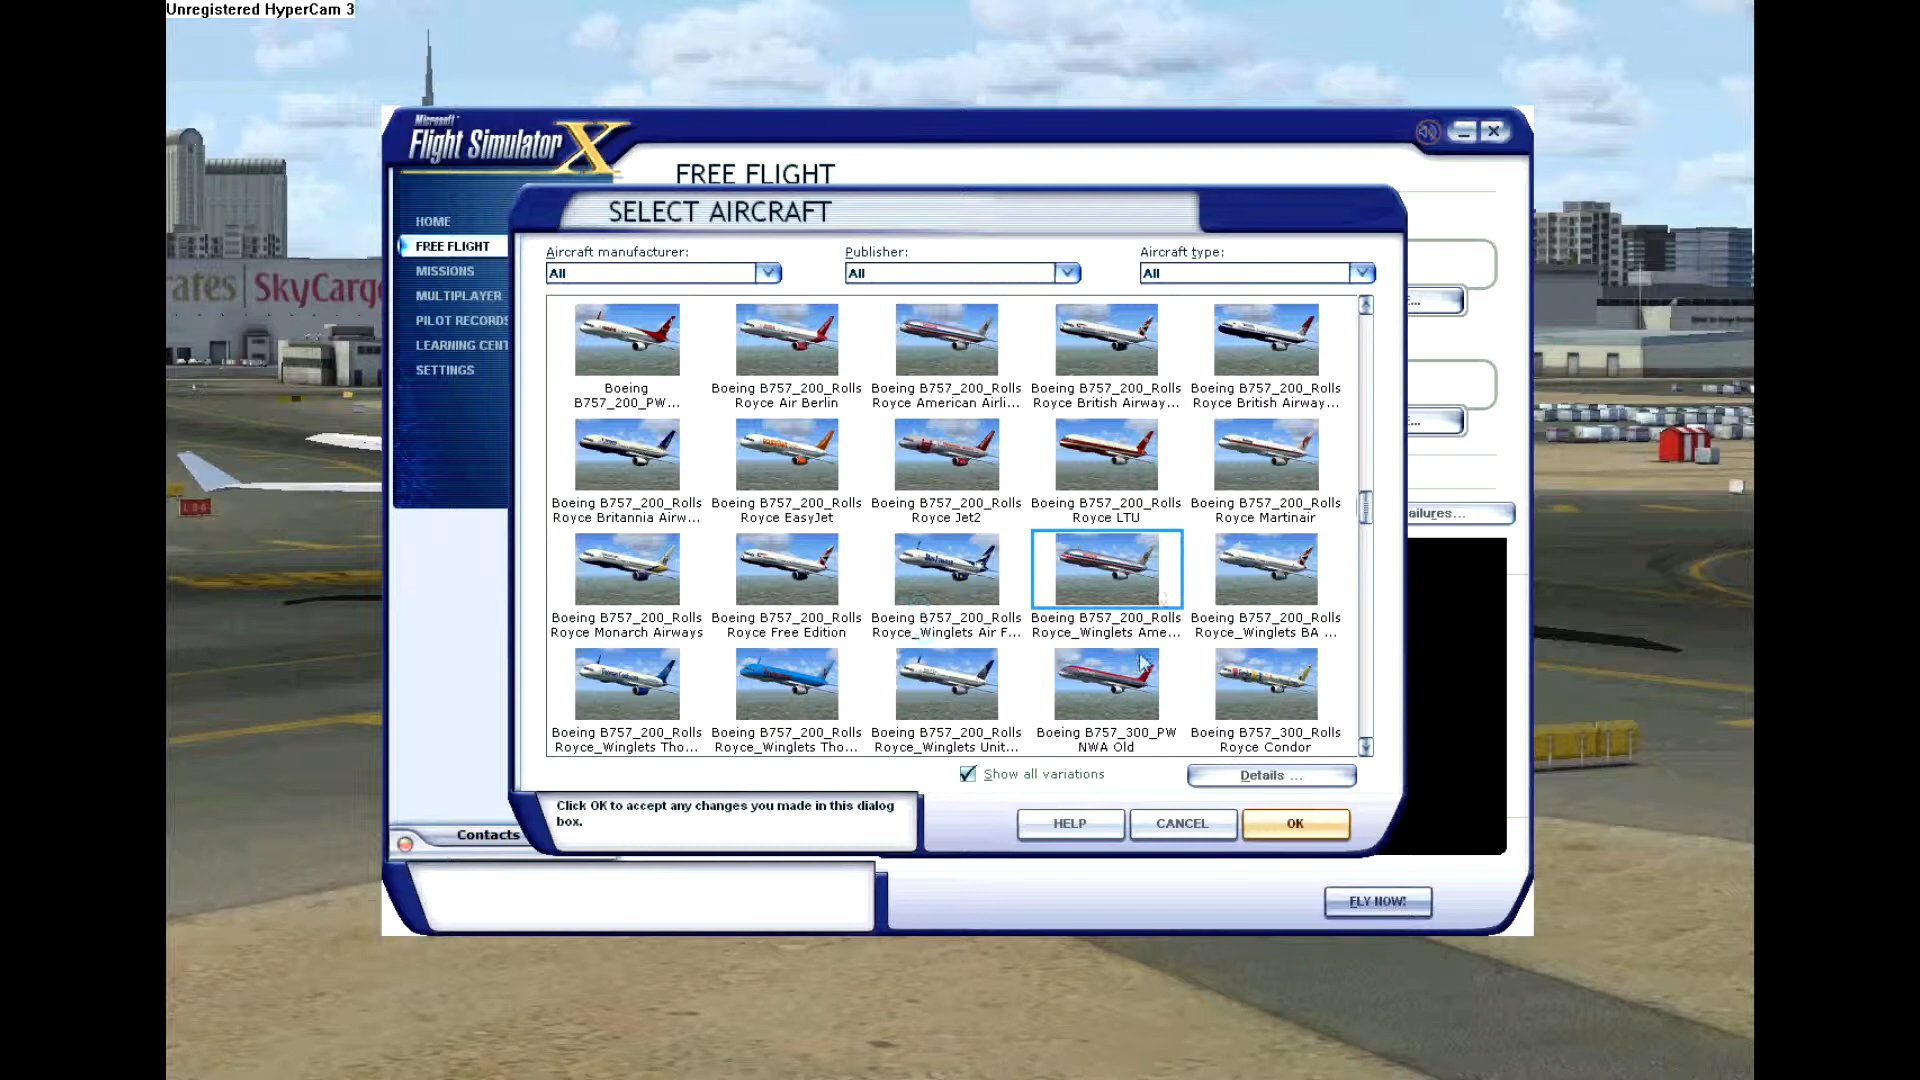 Unregistered HyperCam 3
Microsoft
Flight Simulator X
FREE FLIGHT
SELECT AIRCRAFT
HOME
FREE FLIGHT
MISSIONS
MULTIPLAYER
PILOT RECORDS
LEARNING CENT
SETTINGS
rates SkyCargo
Aircraft manufacturer:
Publisher:
Aircraft type:
All
All
All
Boeing
B757_200_PW...
Boeing B757_200_Rolls
Royce Air Berlin
Boeing B757_200_Rolls
Royce American Airli...
Boeing B757_200_Rolls
Royce British Airway...
Boeing B757_200_Rolls
Royce British Airway...
Boeing B757_200_Rolls
Royce Britannia Airw...
Boeing B757_200_Rolls
Royce EasyJet
Boeing B757_200_Rolls
Royce Jet2
Boeing B757_200_Rolls
Royce LTU
Boeing B757_200_Rolls
Royce Martinair
Boeing B757_200_Rolls
Royce Monarch Airways
Boeing B757_200_Rolls
Royce Free Edition
Boeing B757_200_Rolls
Royce_Winglets Air F...
Boeing B757_200_Rolls
Royce_Winglets Ame...
Boeing B757_200_Rolls
Royce_Winglets BA ...
Boeing B757_200_Rolls
Royce_Winglets Tho...
Boeing B757_200_Rolls
Royce_Winglets Tho...
Boeing B757_200_Rolls
Royce_Winglets Unit...
Boeing B757_300_PW
NWA Old
Boeing B757_300_Rolls
Royce Condor
Show all variations
Details ...
ailures...
Click OK to accept any changes you made in this dialog
box.
HELP
CANCEL
OK
Contacts
FLY NOW!